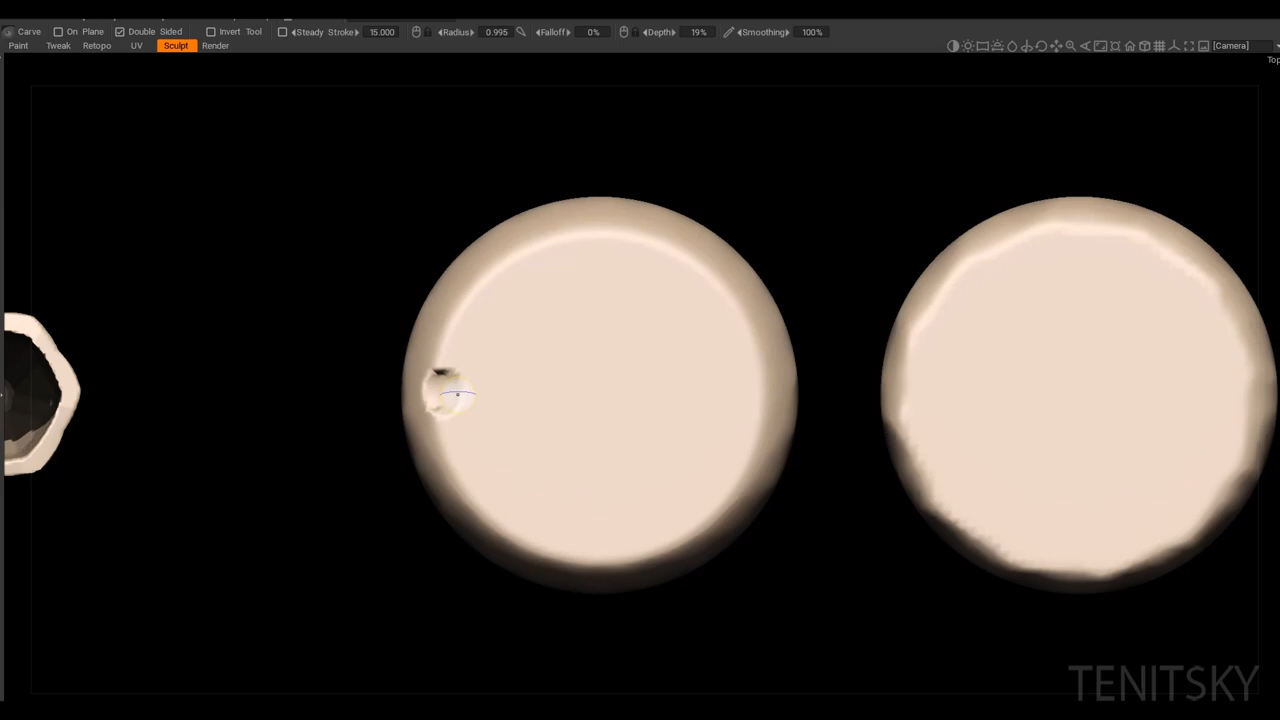 Carve On Plane Double Sided Invert Tool Steady Stroke 15.000 Radius 0.995 Falloff 0% Depth 19% Smoothing 100%
Paint Tweak Retopo UV Sculpt Render [Camera]
Top
TENITSKY